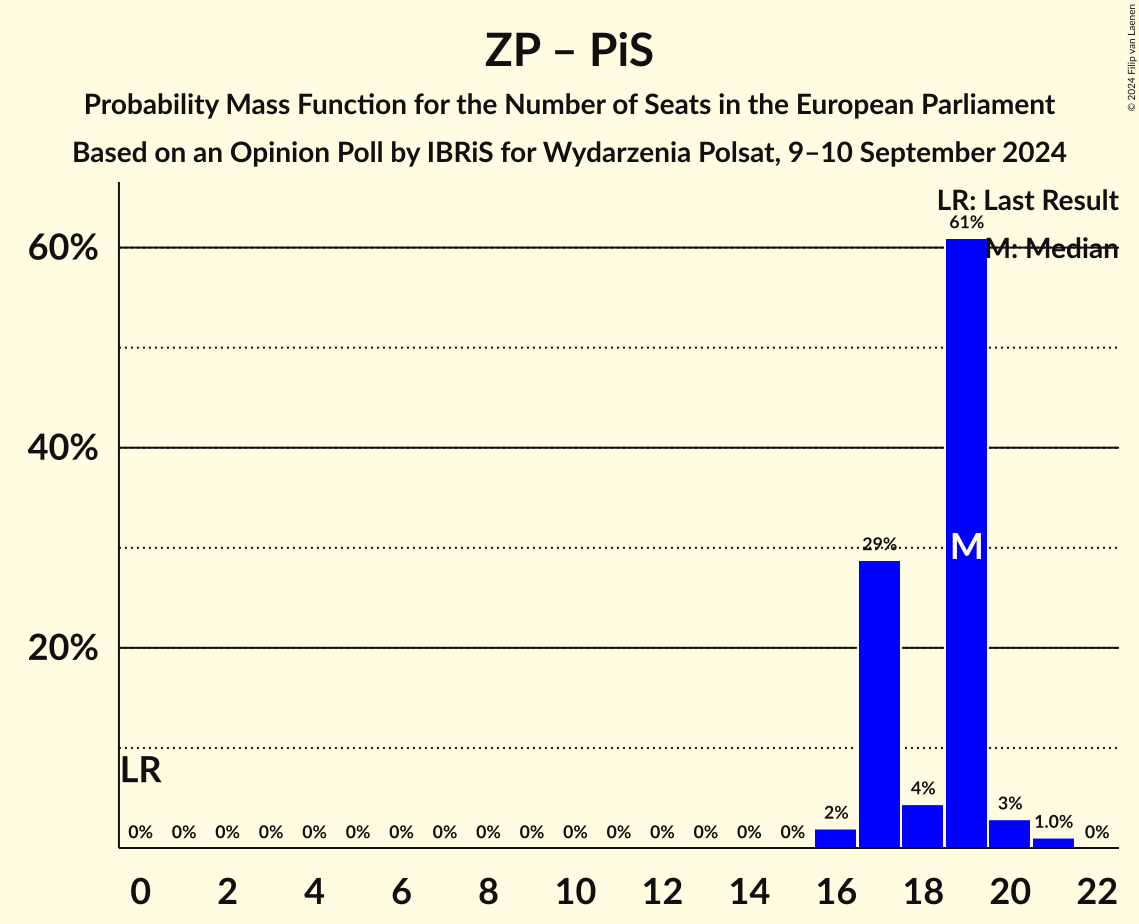 ZP – PiS
Probability Mass Function for the Number of Seats in the European Parliament
Based on an Opinion Poll by IBRiS for Wydarzenia Polsat, 9–10 September 2024
© 2024 Filip van Laenen
LR: Last Result
M: Median
60%
40%
20%
61%
29%
M
LR
0% 0% 0% 0% 0% 0% 0% 0% 0% 0% 0% 0% 0% 0% 0% 0% 2% 4% 3% 1.0% 0%
0 2 4 6 8 10 12 14 16 18 20 22